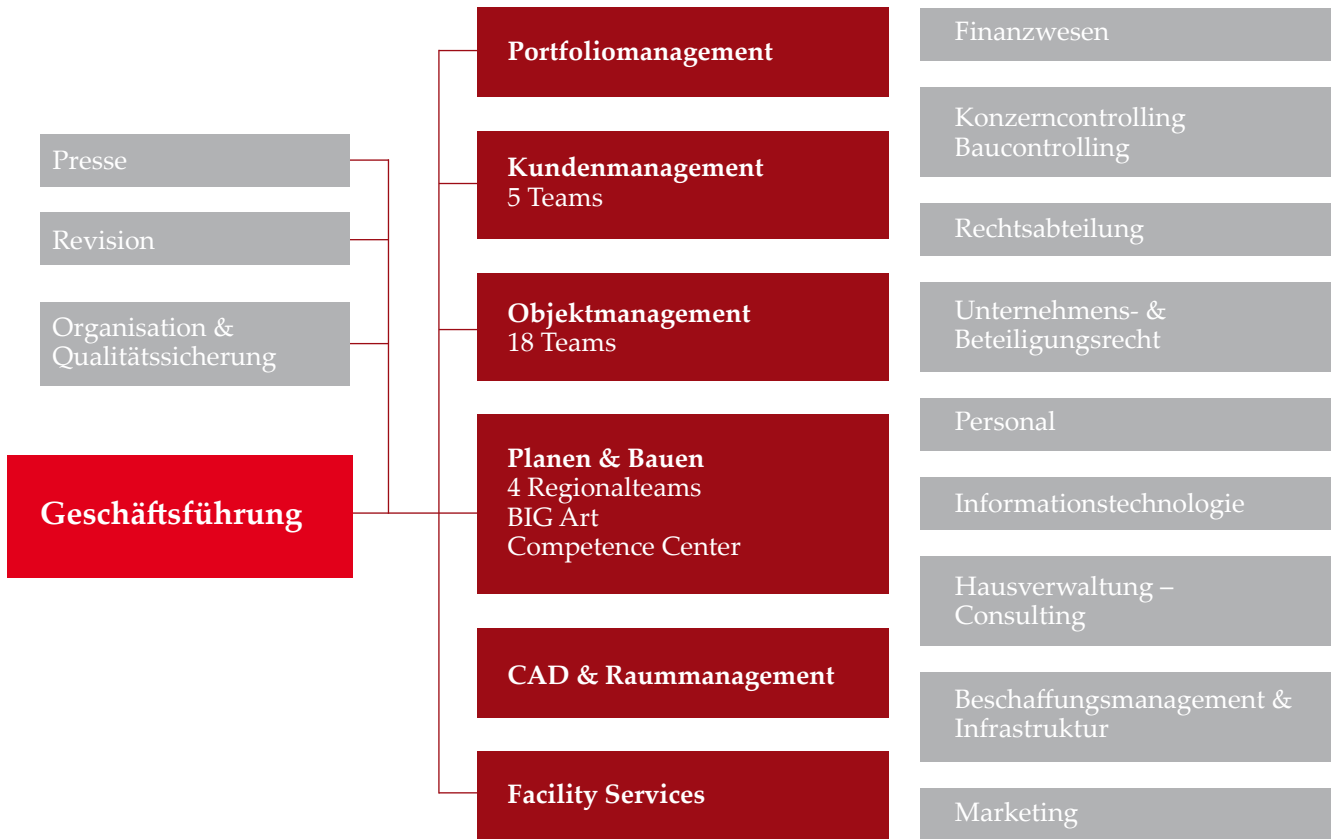 Presse
Revision
Organisation &
Qualitätssicherung
Geschäftsführung
Portfoliomanagement
Kundenmanagement
5 Teams
Objektmanagement
18 Teams
Planen & Bauen
4 Regionalteams
BIG Art
Competence Center
CAD & Raummanagement
Facility Services
Finanzwesen
Konzerncontrolling
Baucontrolling
Rechtsabteilung
Unternehmens- &
Beteiligungsrecht
Personal
Informationstechnologie
Hausverwaltung –
Consulting
Beschaffungsmanagement &
Infrastruktur
Marketing